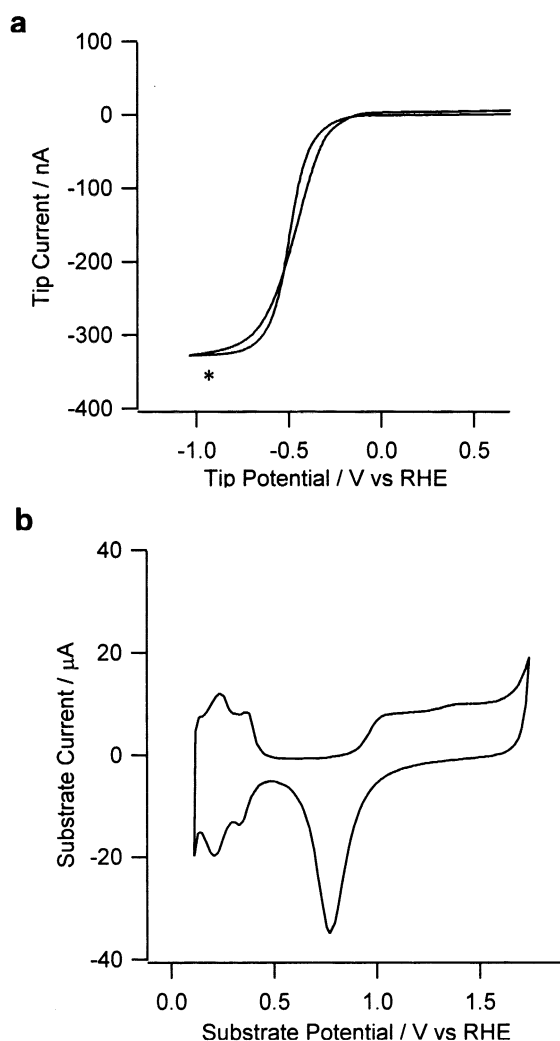 a
100
0
-100
-200
-300
-400
Tip Current / nA
*
-1.0 -0.5 0.0 0.5
Tip Potential / V vs RHE
b
40
20
0
-20
-40
Substrate Current / μA
0.0 0.5 1.0 1.5
Substrate Potential / V vs RHE